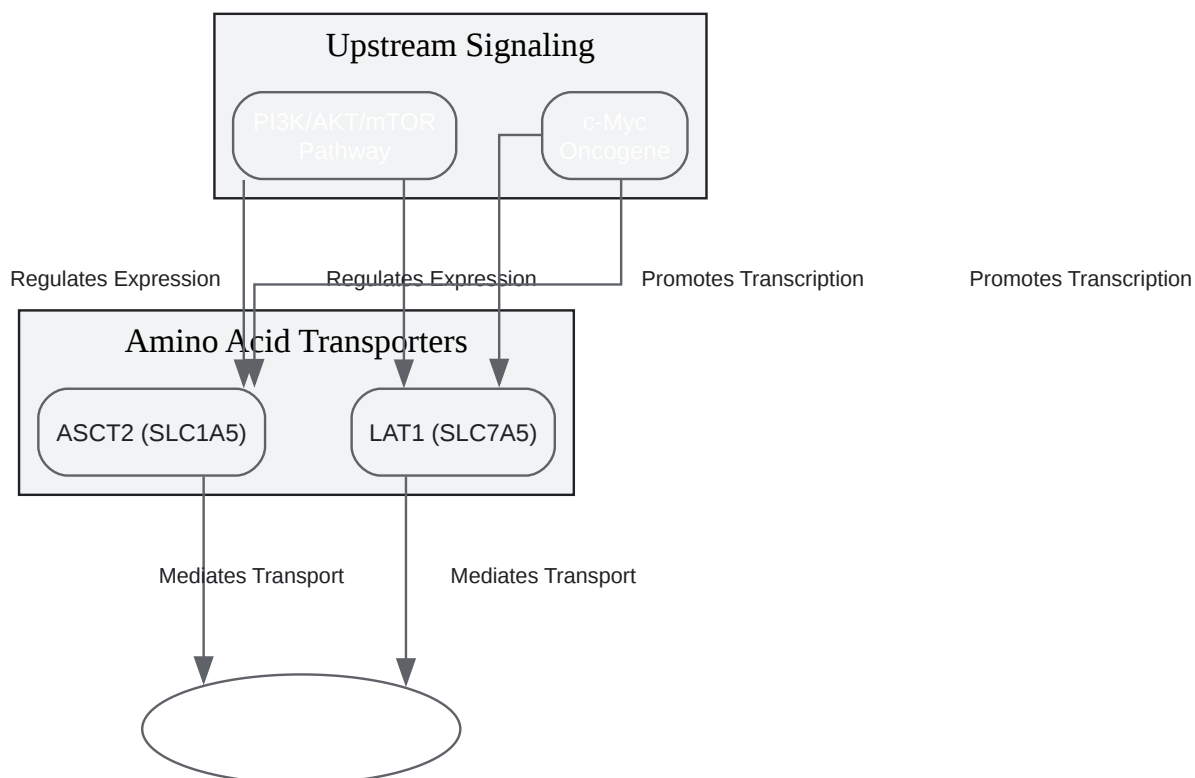 Upstream Signaling
PI3K/AKT/mTOR
Pathway
c-Myc
Oncogene
Regulates Expression
Regulates Expression
Promotes Transcription
Promotes Transcription
Amino Acid Transporters
ASCT2 (SLC1A5)
LAT1 (SLC7A5)
Mediates Transport
Mediates Transport